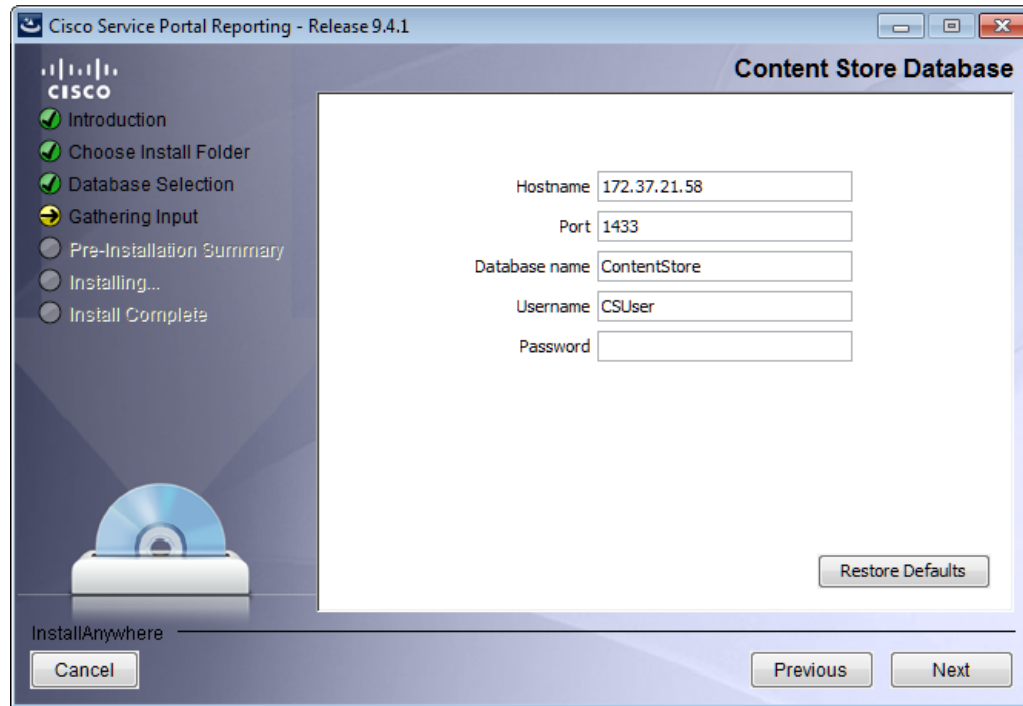 Cisco Service Portal Reporting - Release 9.4.1
CISCO
Content Store Database
Introduction
Choose Install Folder
Database Selection
Gathering Input
Pre-Installation Summary
Installing...
Install Complete
Hostname 172.37.21.58
Port 1433
Database name ContentStore
Username CSUser
Password
Restore Defaults
InstallAnywhere
Cancel Previous Next